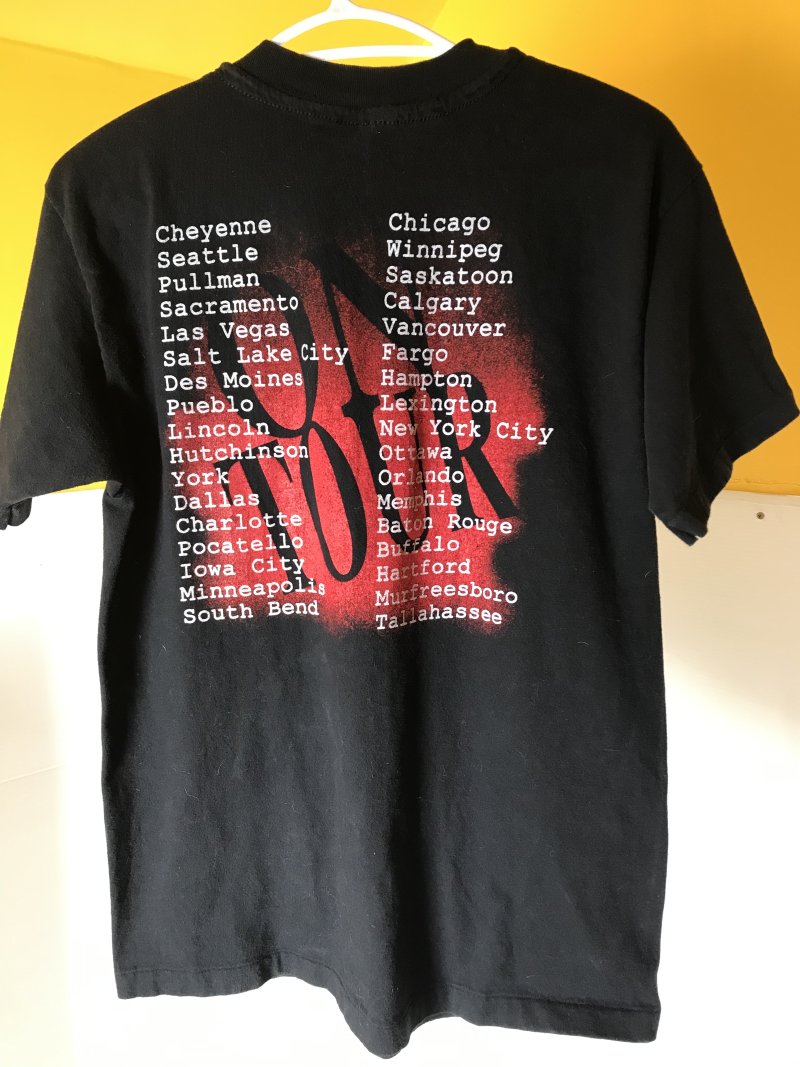 Cheyenne
Seattle
Pullman
Sacramento
Las Vegas
Salt Lake City
Des Moines
Pueblo
Lincoln
Hutchinson
York
Dallas
Charlotte
Pocatello
Iowa City
Minneapolis
South Bend
Chicago
Winnipeg
Saskatoon
Calgary
Vancouver
Fargo
Hampton
Lexington
New York City
Ottawa
Orlando
Memphis
Baton Rouge
Buffalo
Hartford
Murfreesboro
Tallahassee
ON
TOUR